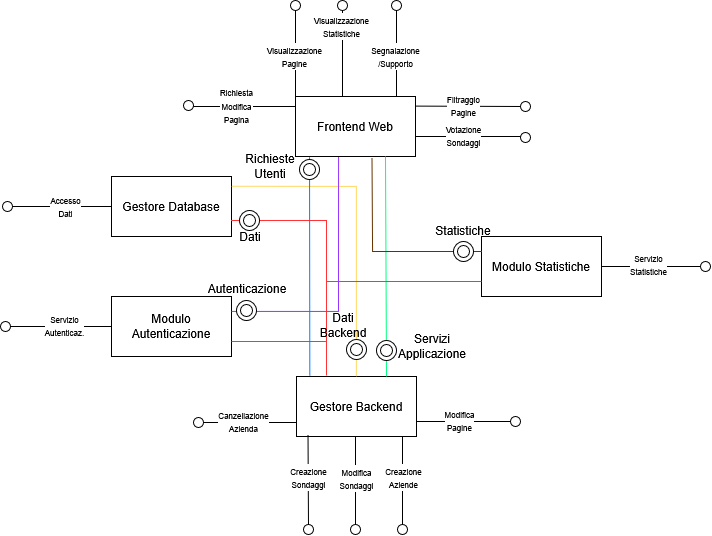 Visualizzazione
Statistiche
Visualizzazione
Pagine
Segnalazione
/Supporto
Richiesta
Modifica
Pagina
Filtraggio
Pagine
Frontend Web
Votazione
Sondaggi
Richieste
Utenti
Accesso
Dati
Gestore Database
Dati
Statistiche
Modulo Statistiche
Servizio
Statistiche
Autenticazione
Servizio
Autenticaz.
Modulo
Autenticazione
Dati
Backend
Servizi
Applicazione
Gestore Backend
Canzellazione
Azienda
Modifica
Pagine
Creazione
Sondaggi
Modifica
Sondaggi
Creazione
Aziende